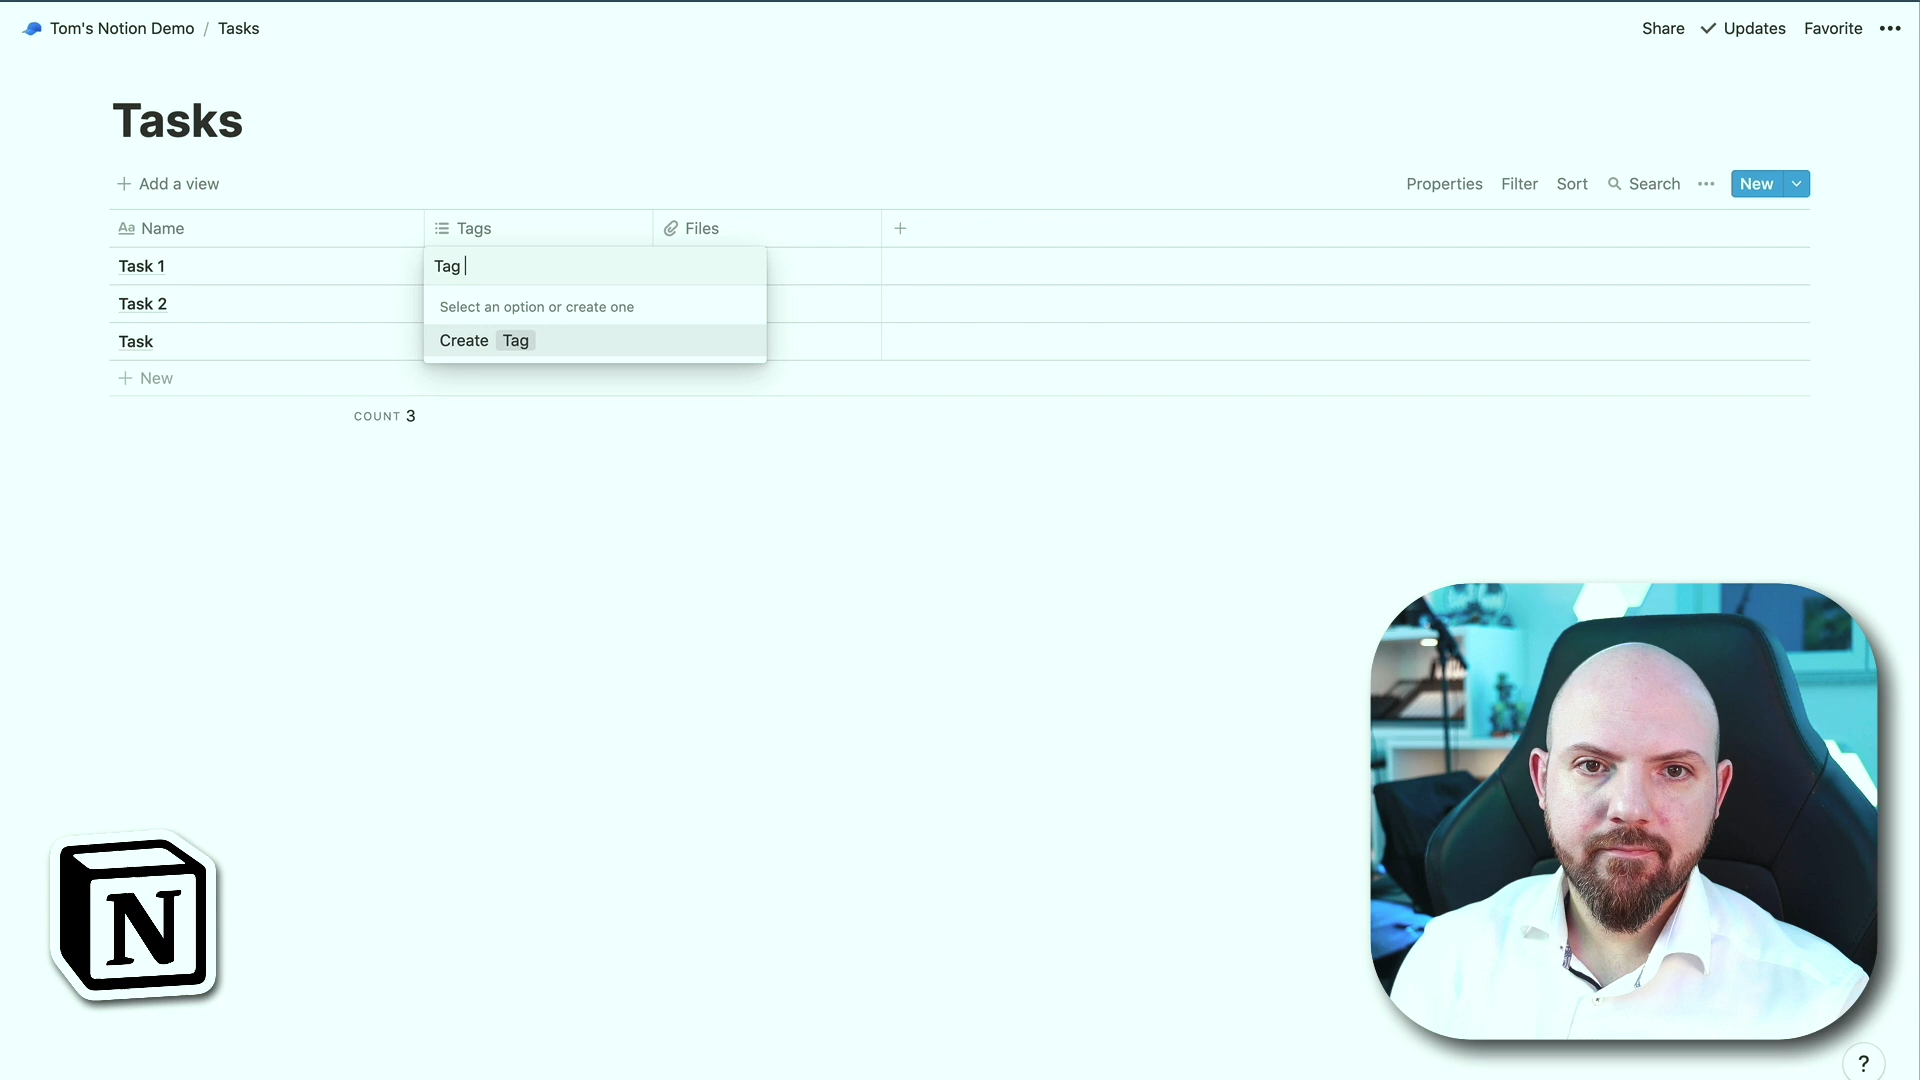 Tom's Notion Demo / Tasks
Share Updates Favorite
Tasks
Add a view
Properties Filter Sort Search New
Aa Name Tags Files
Task 1 Tag
Task 2 Select an option or create one
Task Create Tag
New
COUNT 3
N
?